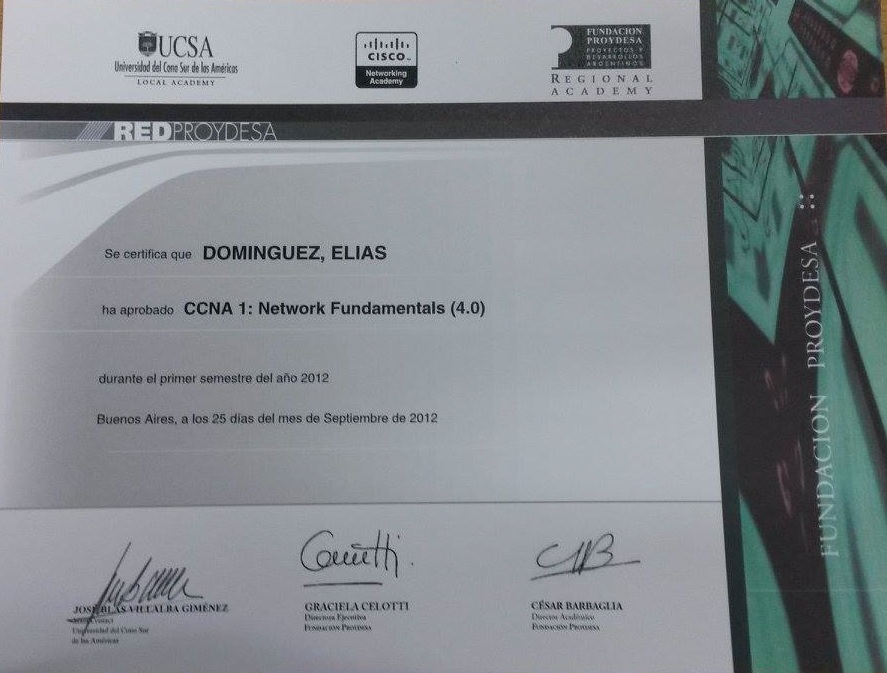 UCSA
Universidad del Cono Sur de las Américas
LOCAL ACADEMY
CISCO™
Networking
Academy
FUNDACION
PROYDESA
PROYECTOS Y
DESARROLLOS
ARGENTINOS
REGIONAL
ACADEMY
REDPROYDESA
Se certifica que DOMINGUEZ, ELIAS
ha aprobado CCNA 1: Network Fundamentals (4.0)
durante el primer semestre del año 2012
Buenos Aires, a los 25 días del mes de Septiembre de 2012
JOSE BLAS VILLALBA GIMÉNEZ
Universidad del Cono Sur
de las Américas
GRACIELA CELOTTI
Directora Ejecutiva
FUNDACIÓN PROYDESA
CÉSAR BARBAGLIA
Director Académico
FUNDACIÓN PROYDESA
FUNDACION PROYDESA ::